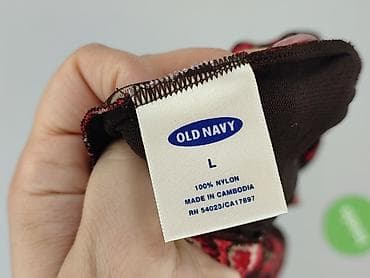 OLD NAVY
L
100% NYLON
MADE IN CAMBODIA
RN 54023/CA17897